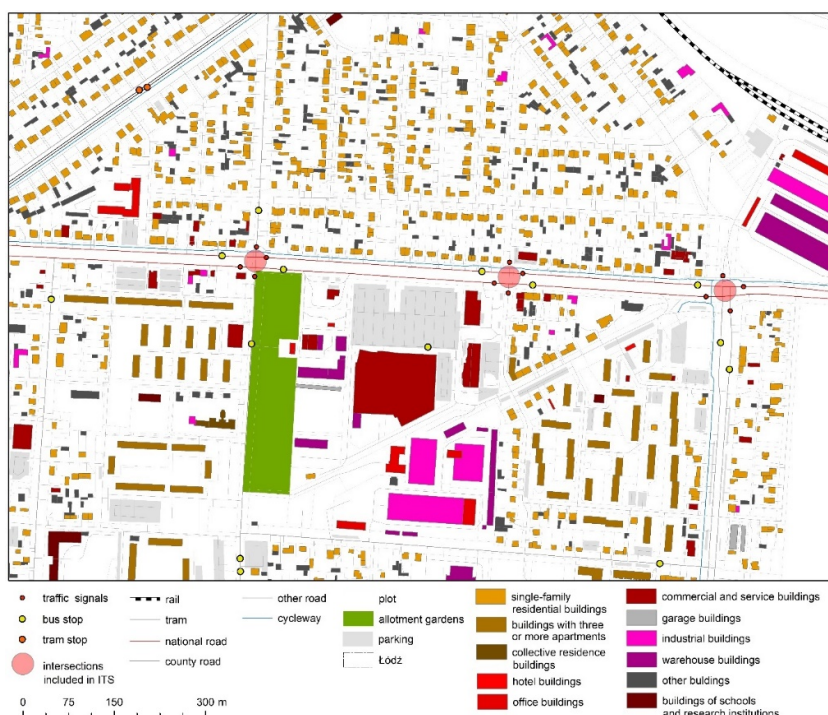 traffic signals
bus stop
tram stop
intersections
included in ITS
rail
tram
national road
county road
other road
cycleway
plot
allotment gardens
parking
Łódź
single-family
residential buildings
buildings with three
or more apartments
collective residence
buildings
hotel buildings
office buildings
commercial and service buildings
garage buildings
industrial buildings
warehouse buildings
other buldings
buildings of schools
and research institutions
0 75 150 300 m